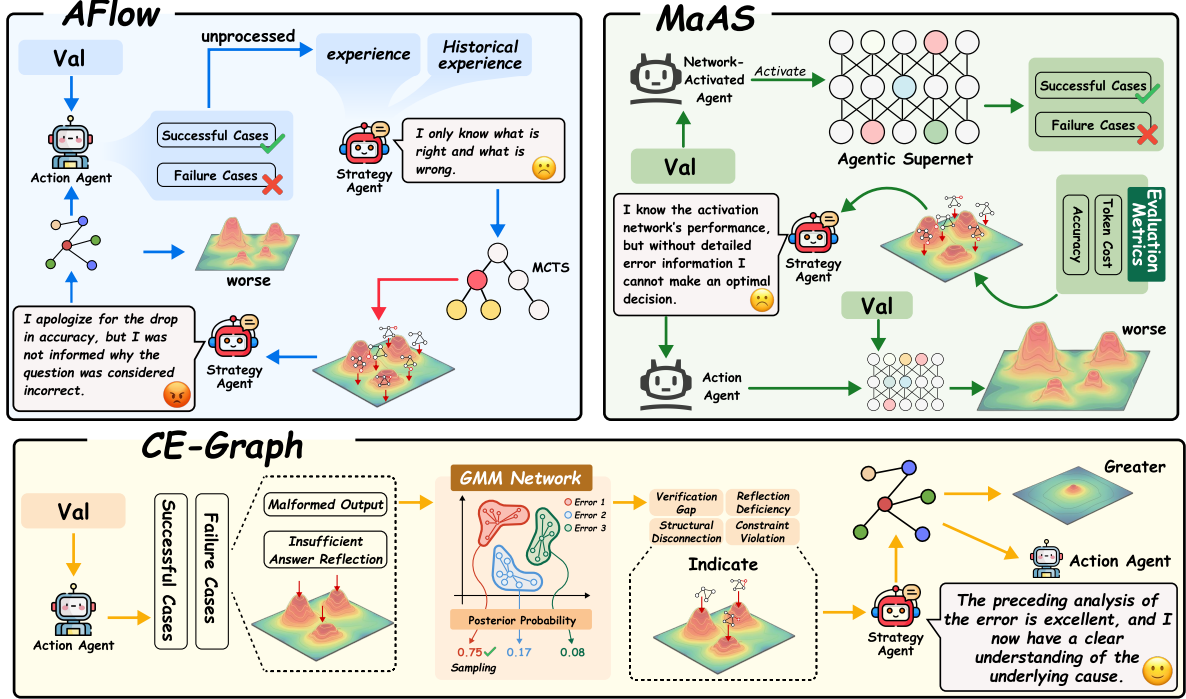 AFlow
Val
unprocessed
experience
Historical
experience
Successful Cases
Failure Cases
Action Agent
I only know what is
right and what is
wrong.
Strategy
Agent
MCTS
worse
I apologize for the drop
in accuracy, but I was
not informed why the
question was considered
incorrect.
Strategy
Agent
MaAS
Network-
Activated
Agent
Activate
Agentic Supernet
Successful Cases
Failure Cases
Val
I know the activation
network's performance,
but without detailed
error information I
cannot make an optimal
decision.
Strategy
Agent
Accuracy
Token Cost
Evaluation
Metrics
Val
worse
Action
Agent
CE-Graph
Val
Action Agent
Successful Cases
Failure Cases
Malformed Output
Insufficient
Answer Reflection
GMM Network
Error 1
Error 2
Error 3
Posterior Probability
0.75
0.17
0.08
Sampling
Verification
Gap
Reflection
Deficiency
Structural
Disconnection
Constraint
Violation
Indicate
Greater
Action Agent
Strategy
Agent
The preceding analysis of
the error is excellent, and I
now have a clear
understanding of the
underlying cause.